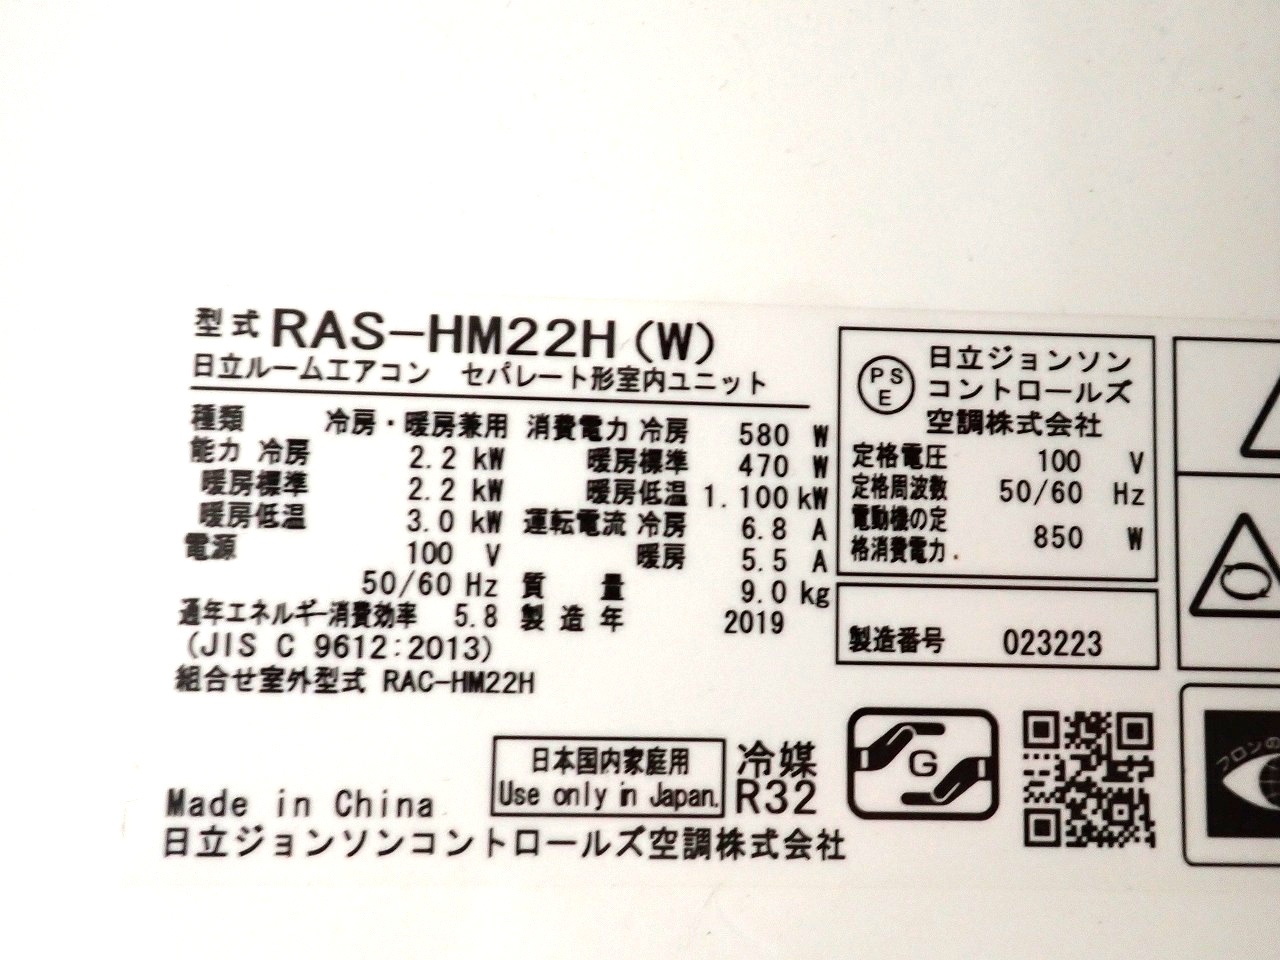 型式 RAS-HM22H (W)
日立ルームエアコン セパレート形室内ユニット
種類 冷房・暖房兼用
能力 冷房 2.2 kW
暖房標準 2.2 kW
暖房低温 3.0 kW
電源 100 V
50/60 Hz
通年エネルギー消費効率 5.8
(JIS C 9612:2013)
組合せ室外型式 RAC-HM22H
消費電力 冷房 580 W
暖房標準 470 W
暖房低温 1.100 kW
運転電流 冷房 6.8 A
暖房 5.5 A
質量 9.0 kg
製造年 2019
PSE
日立ジョンソン
コントロールズ
空調株式会社
定格電圧 100 V
定格周波数 50/60 Hz
電動機の定
格消費電力. 850 W
製造番号 023223
日本国内家庭用
Use only in Japan.
冷媒
R32
G
フロンの
Made in China
日立ジョンソンコントロールズ空調株式会社